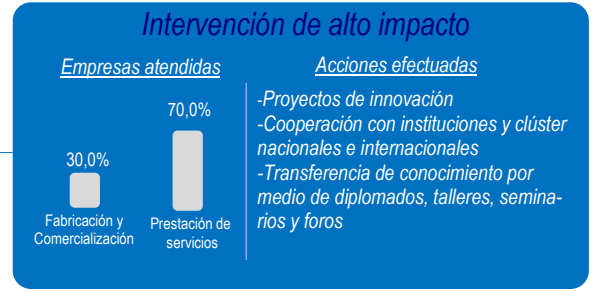 Intervención de alto impacto
Empresas atendidas
70,0%
30,0%
Fabricación y
Comercialización
Prestación de
servicios
Acciones efectuadas
-Proyectos de innovación
-Cooperación con instituciones y clúster
nacionales e internacionales
-Transferencia de conocimiento por
medio de diplomados, talleres, semina-
rios y foros